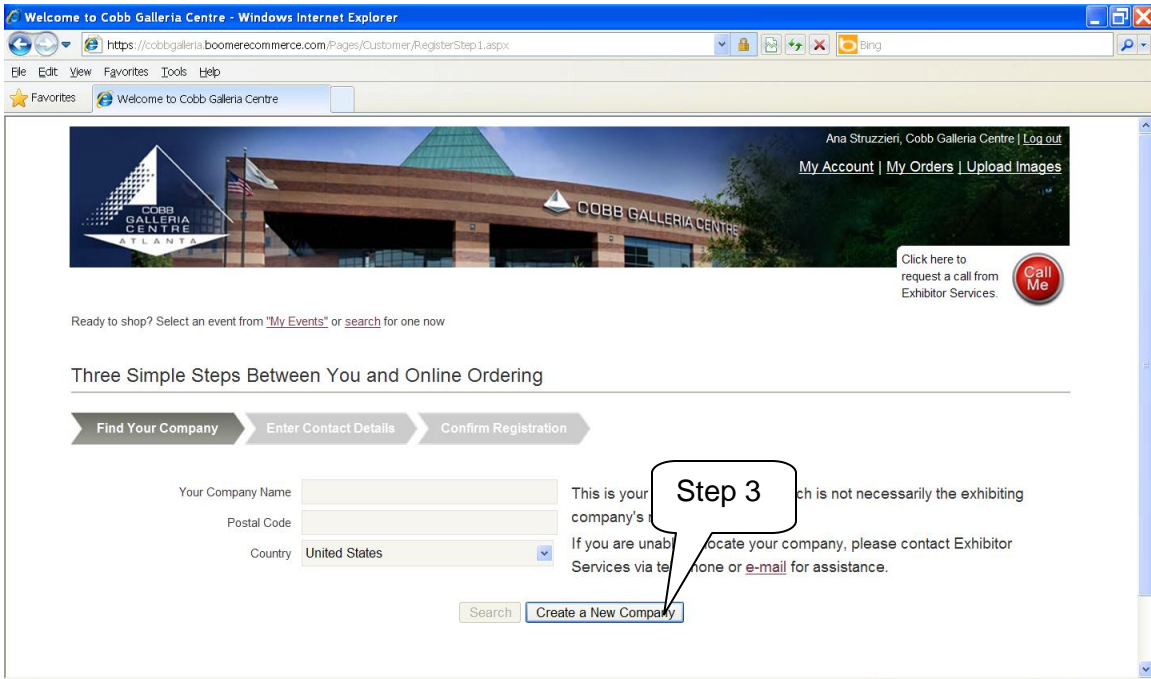 Welcome to Cobb Galleria Centre - Windows Internet Explorer
https://cobbgalleria.boomerecommerce.com/Pages/Customer/RegisterStep1.aspx
Bing
File Edit View Favorites Tools Help
Favorites Welcome to Cobb Galleria Centre
Ana Struzzieri, Cobb Galleria Centre | Log out
My Account | My Orders | Upload Images
COBB
GALLERIA
CENTRE
ATLANTA
COBB GALLERIA CENTRE
Click here to
request a call from
Exhibitor Services.
Call
Me
Ready to shop? Select an event from "My Events" or search for one now
Three Simple Steps Between You and Online Ordering
Find Your Company Enter Contact Details Confirm Registration
Your Company Name
Postal Code
Country United States
This is your ch is not necessarily the exhibiting
company's
If you are unabl ocate your company, please contact Exhibitor
Services via te hone or e-mail for assistance.
Step 3
Search Create a New Company